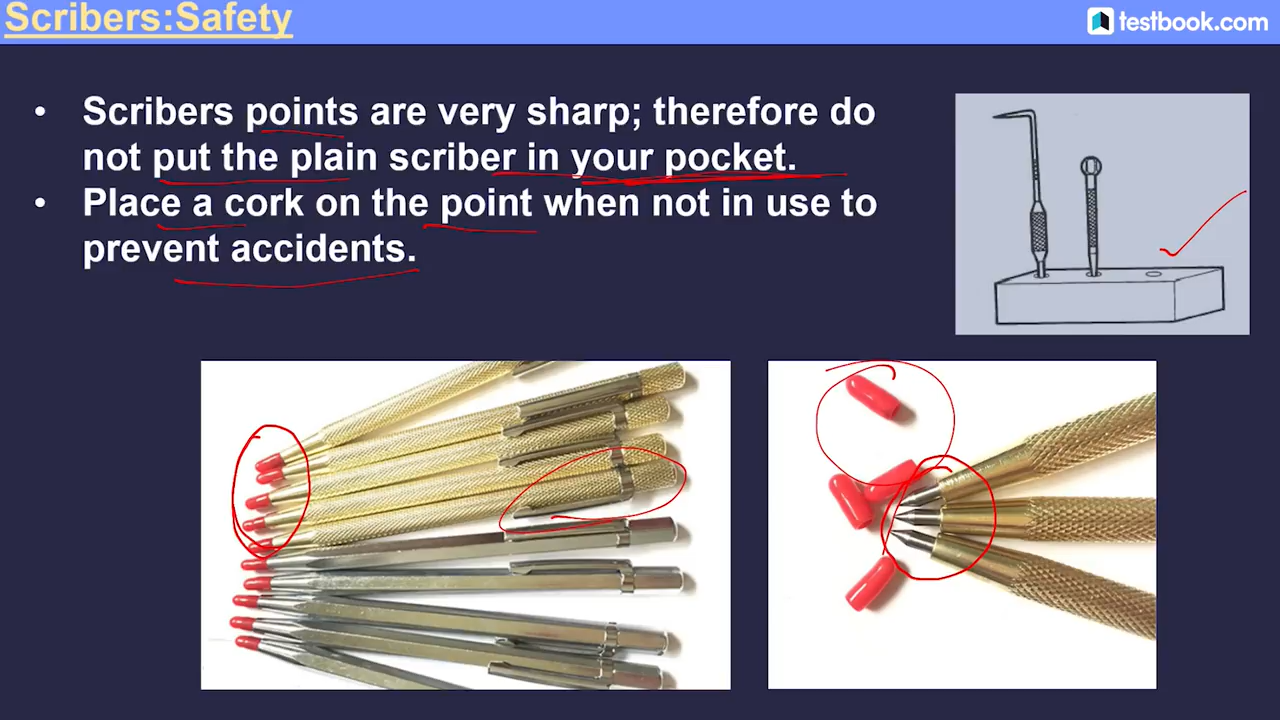 Scribers:Safety
testbook.com
• Scribers points are very sharp; therefore do
not put the plain scriber in your pocket.
• Place a cork on the point when not in use to
prevent accidents.